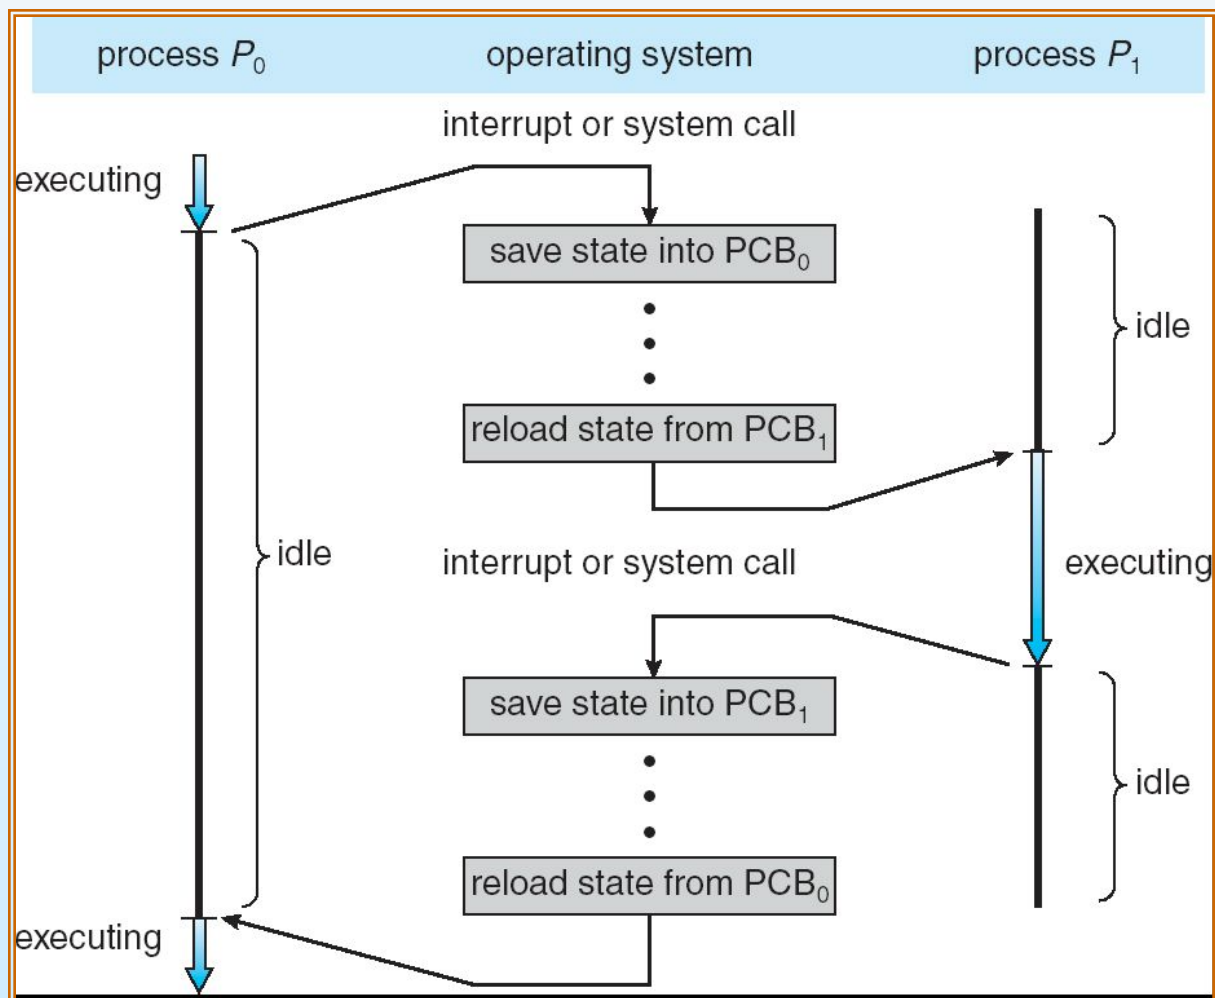 process P0 operating system process P1
interrupt or system call
executing
save state into PCB0
idle
reload state from PCB1
idle
interrupt or system call
executing
save state into PCB1
idle
reload state from PCB0
executing